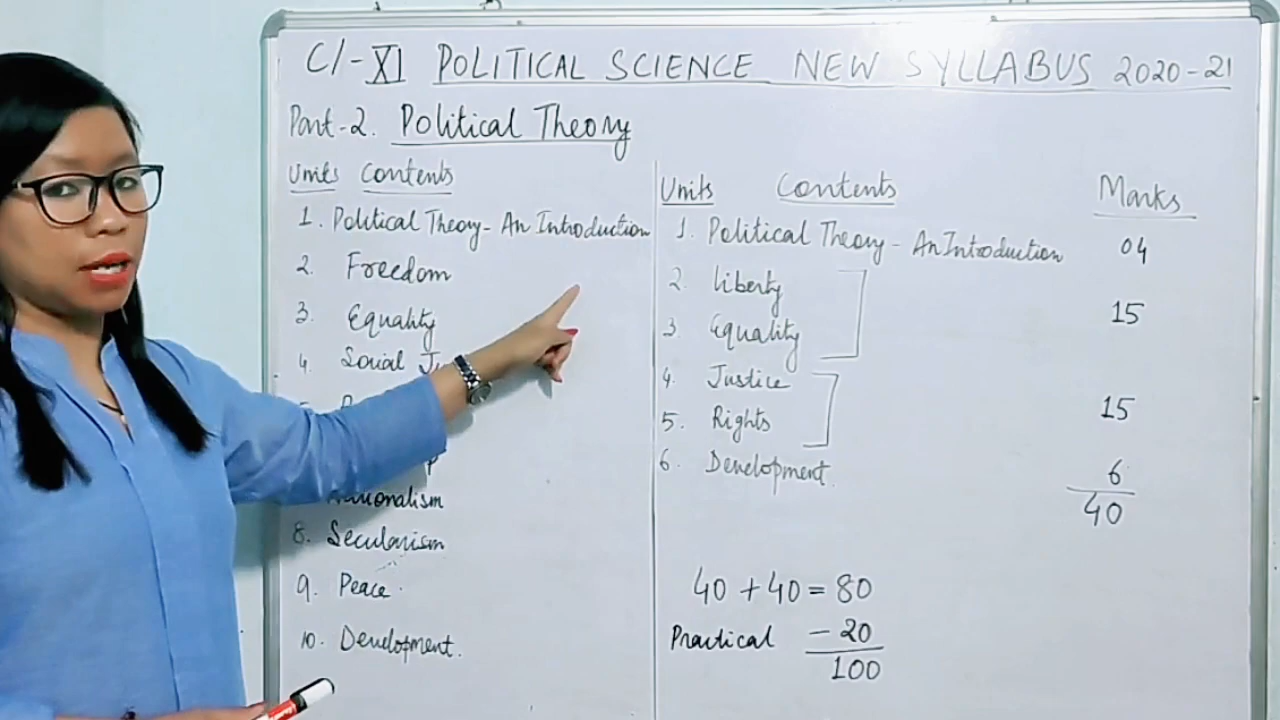 Cl-XI POLITICAL SCIENCE NEW SYLLABUS 2020-21
Part-2. Political Theory
Units Contents
1. Political Theory- An Introduction
2. Freedom
3. Equality
4. Social
8. Secularism
9. Peace.
10. Development.
Units Contents Marks
1. Political Theory - An Introduction 04
2. Liberty
3. Equality
15
4. Justice
5. Rights
15
6. Development. 6
40
40 + 40 = 80
Practical - 20
100